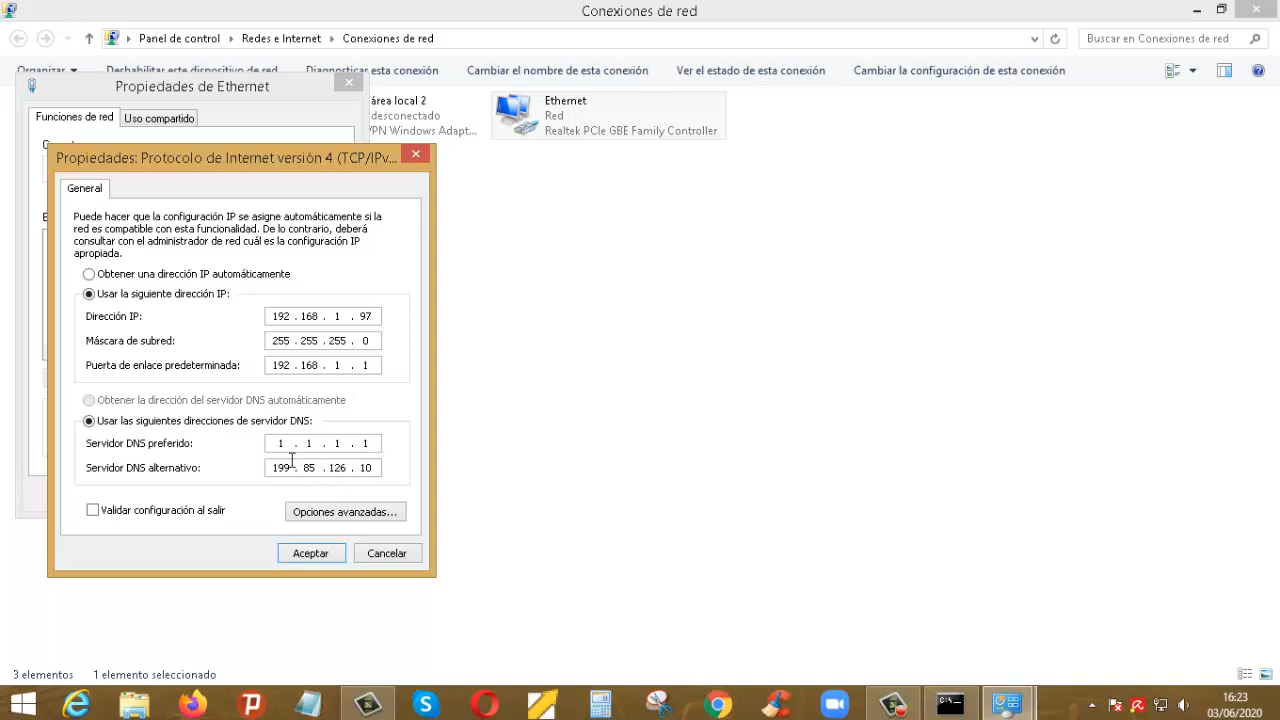 Conexiones de red
Panel de control
Redes e Internet
Conexiones de red
Buscar en Conexiones de red
Organizar
Deshabilitar este dispositivo de red
Diagnosticar esta conexión
Cambiar el nombre de esta conexión
Ver el estado de esta conexión
Cambiar la configuración de esta conexión
Propiedades de Ethernet
Funciones de red
Uso compartido
área local 2
desconectado
VPN Windows Adapt...
Ethernet
Red
Realtek PCIe GBE Family Controller
Propiedades: Protocolo de Internet versión 4 (TCP/IPv...
General
Puede hacer que la configuración IP se asigne automáticamente si la
red es compatible con esta funcionalidad. De lo contrario, deberá
consultar con el administrador de red cuál es la configuración IP
apropiada.
Obtener una dirección IP automáticamente
Usar la siguiente dirección IP:
Dirección IP:
192 . 168 . 1 . 97
Máscara de subred:
255 . 255 . 255 . 0
Puerta de enlace predeterminada:
192 . 168 . 1 . 1
Obtener la dirección del servidor DNS automáticamente
Usar las siguientes direcciones de servidor DNS:
Servidor DNS preferido:
1 . 1 . 1 . 1
Servidor DNS alternativo:
199 . 85 . 126 . 10
Validar configuración al salir
Opciones avanzadas...
Aceptar
Cancelar
3 elementos
1 elemento seleccionado
16:23
03/06/2020